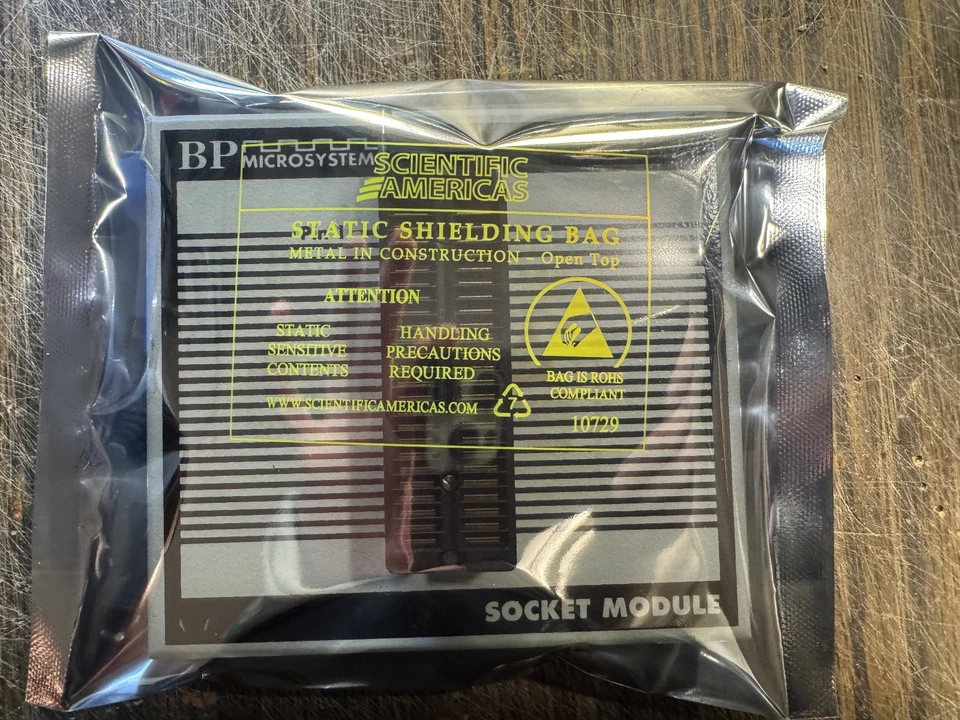 BP MICROSYSTEM
SCIENTIFIC
AMERICAS
STATIC SHIELDING BAG
METAL IN CONSTRUCTION - Open Top
ATTENTION
STATIC
SENSITIVE
CONTENTS
HANDLING
PRECAUTIONS
REQUIRED
BAG IS ROHS
COMPLIANT
WWW.SCIENTIFICAMERICAS.COM
7
10729
SOCKET MODULE